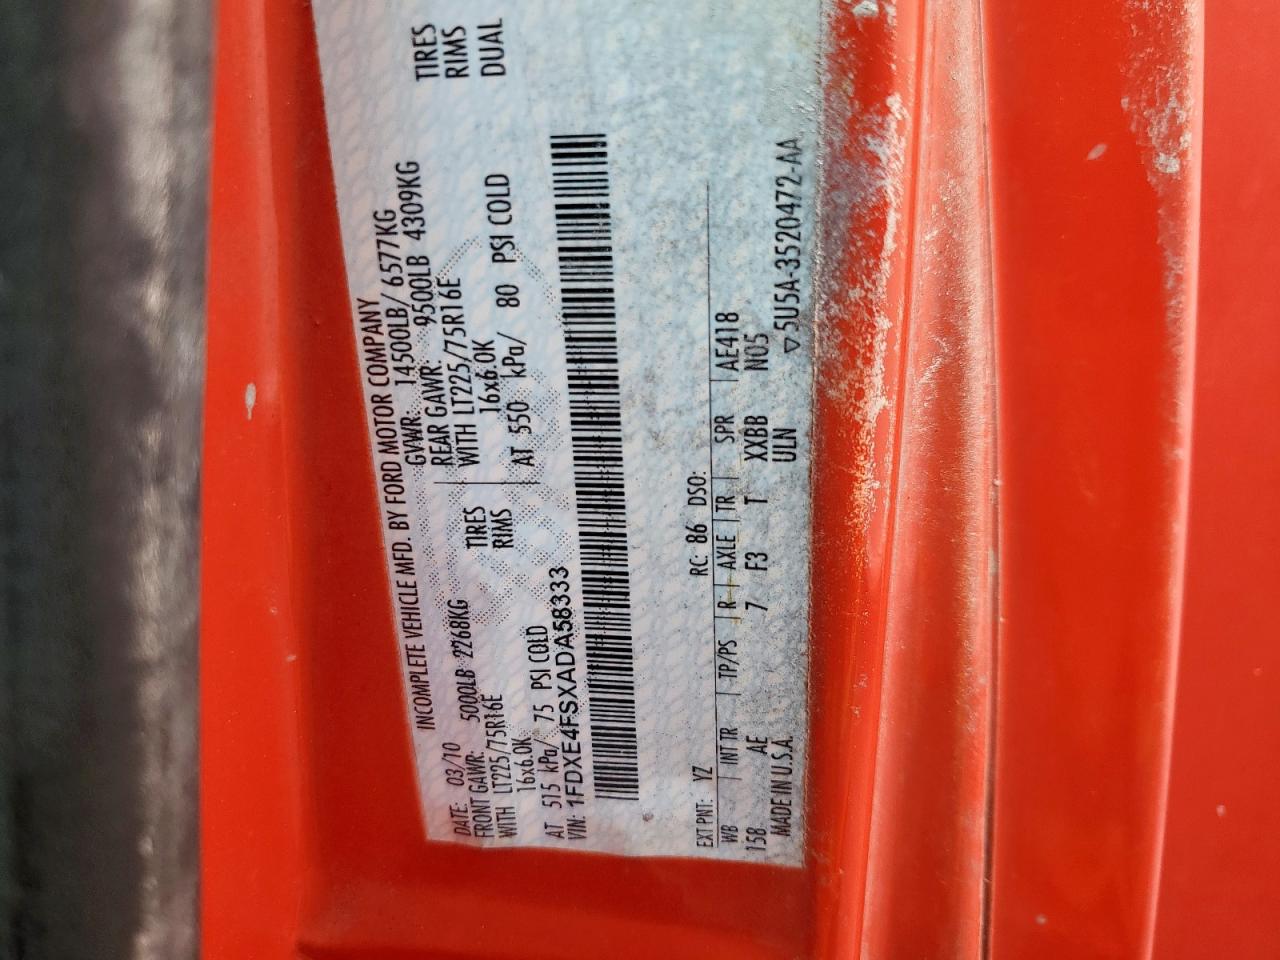 INCOMPLETE VEHICLE MFD. BY FORD MOTOR COMPANY
DATE: 03/10 GVWR: 14500LB/ 6577KG
FRONT GAWR: 5000LB 2268KG REAR GAWR: 9500LB 4309KG
WITH LT225/75R16E TIRES WITH LT225/75R16E TIRES
16x6.0K RIMS 16x6.0K RIMS
AT 515 kPa/ 75 PSI COLD AT 550 kPa/ 80 PSI COLD DUAL
VIN: 1FDXE4FSXADA58333
EXT PNT: YZ RC: 86 DSO:
WB INT TR TP/PS R AXLE TR SPR AE418
158 AE 7 F3 T XXBB N05
MADE IN U.S.A. ULN
▽5U5A-3520472-AA